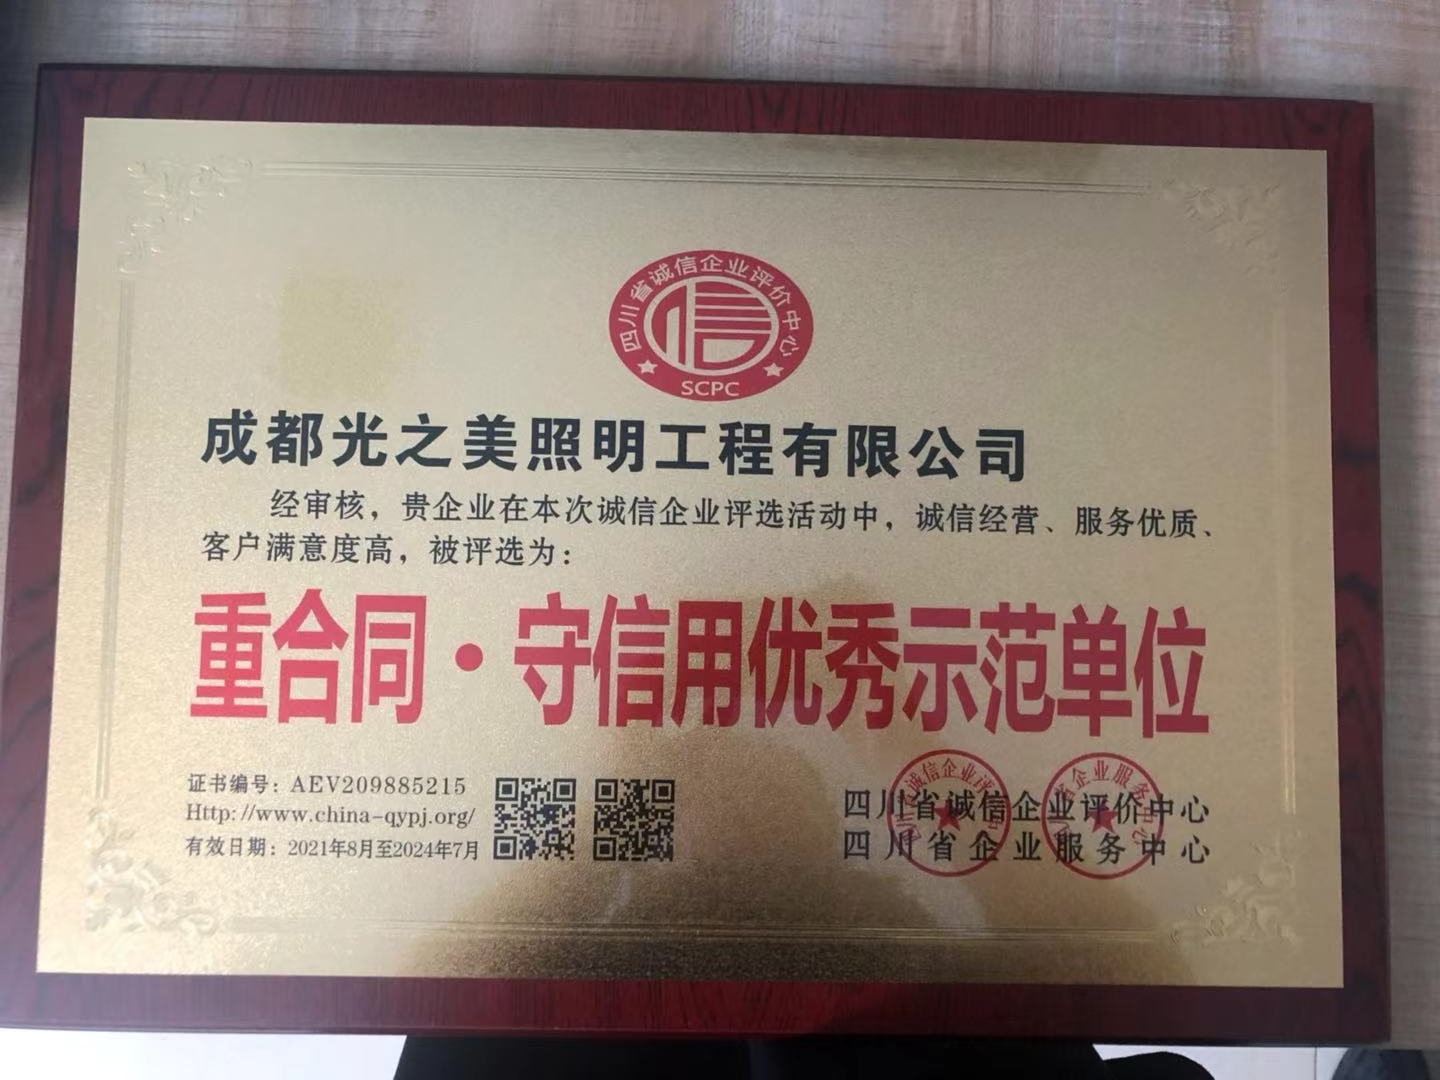 四川省诚信企业评价中心
信
SCPC
成都光之美照明工程有限公司
经审核，贵企业在本次诚信企业评选活动中，诚信经营、服务优质、
客户满意度高，被评选为：
重合同·守信用优秀示范单位
证书编号：AEV209885215
Http://www.china-qypj.org/
有效日期：2021年8月至2024年7月
四川省诚信企业评价中心
四川省企业服务中心